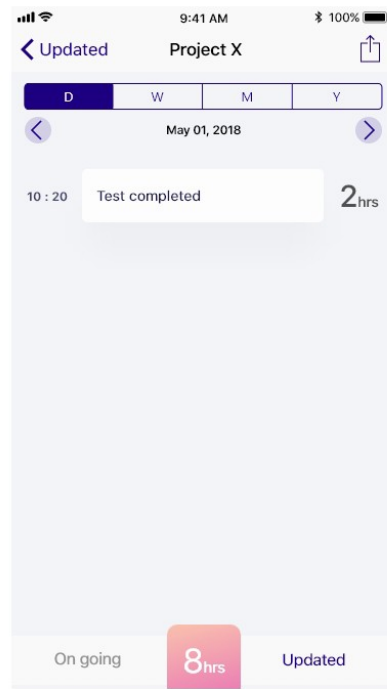 9:41 AM 100%
Updated Project X
D W M Y
May 01, 2018
10 : 20 Test completed 2hrs
On going 8hrs Updated